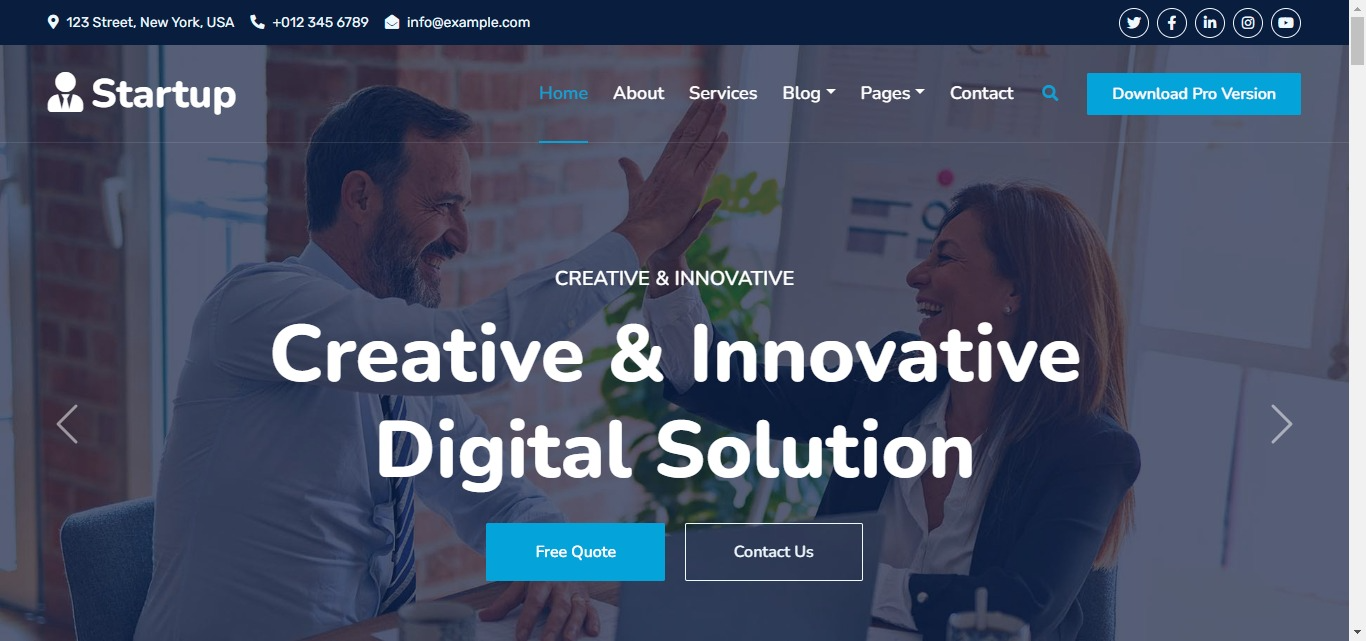 123 Street, New York, USA +012 345 6789 info@example.com
Startup Home About Services Blog Pages Contact Download Pro Version
CREATIVE & INNOVATIVE
Creative & Innovative
Digital Solution
Free Quote Contact Us